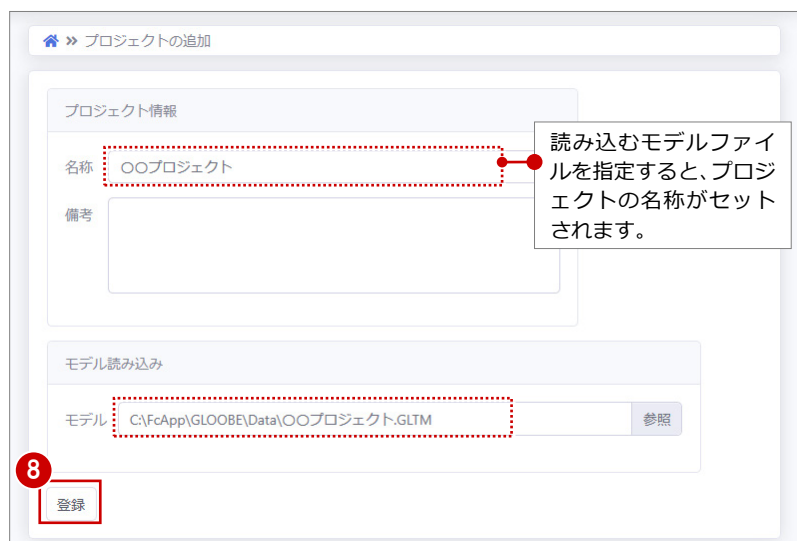 » プロジェクトの追加
プロジェクト情報
名称 〇〇プロジェクト
読み込むモデルファイ
ルを指定すると、プロジ
ェクトの名称がセット
されます。
備考
モデル読み込み
モデル C:\FcApp\GLOOBE\Data\〇〇プロジェクト.GLTM 参照
8
登録